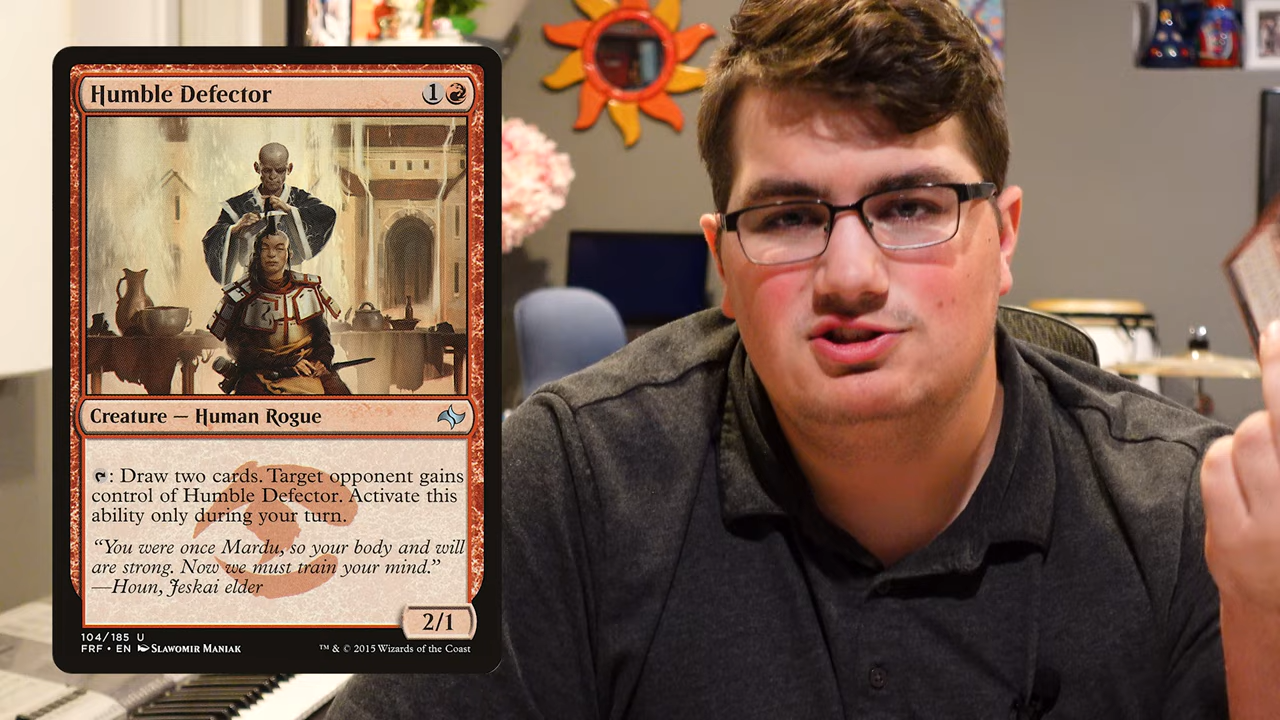 Humble Defector 1
Creature — Human Rogue
: Draw two cards. Target opponent gains
control of Humble Defector. Activate this
ability only during your turn.
“You were once Mardu, so your body and will
are strong. Now we must train your mind.”
—Houn, Jeskai elder
2/1
104/185 U
FRF • EN SLAWOMIR MANIAK
™ & © 2015 Wizards of the Coast